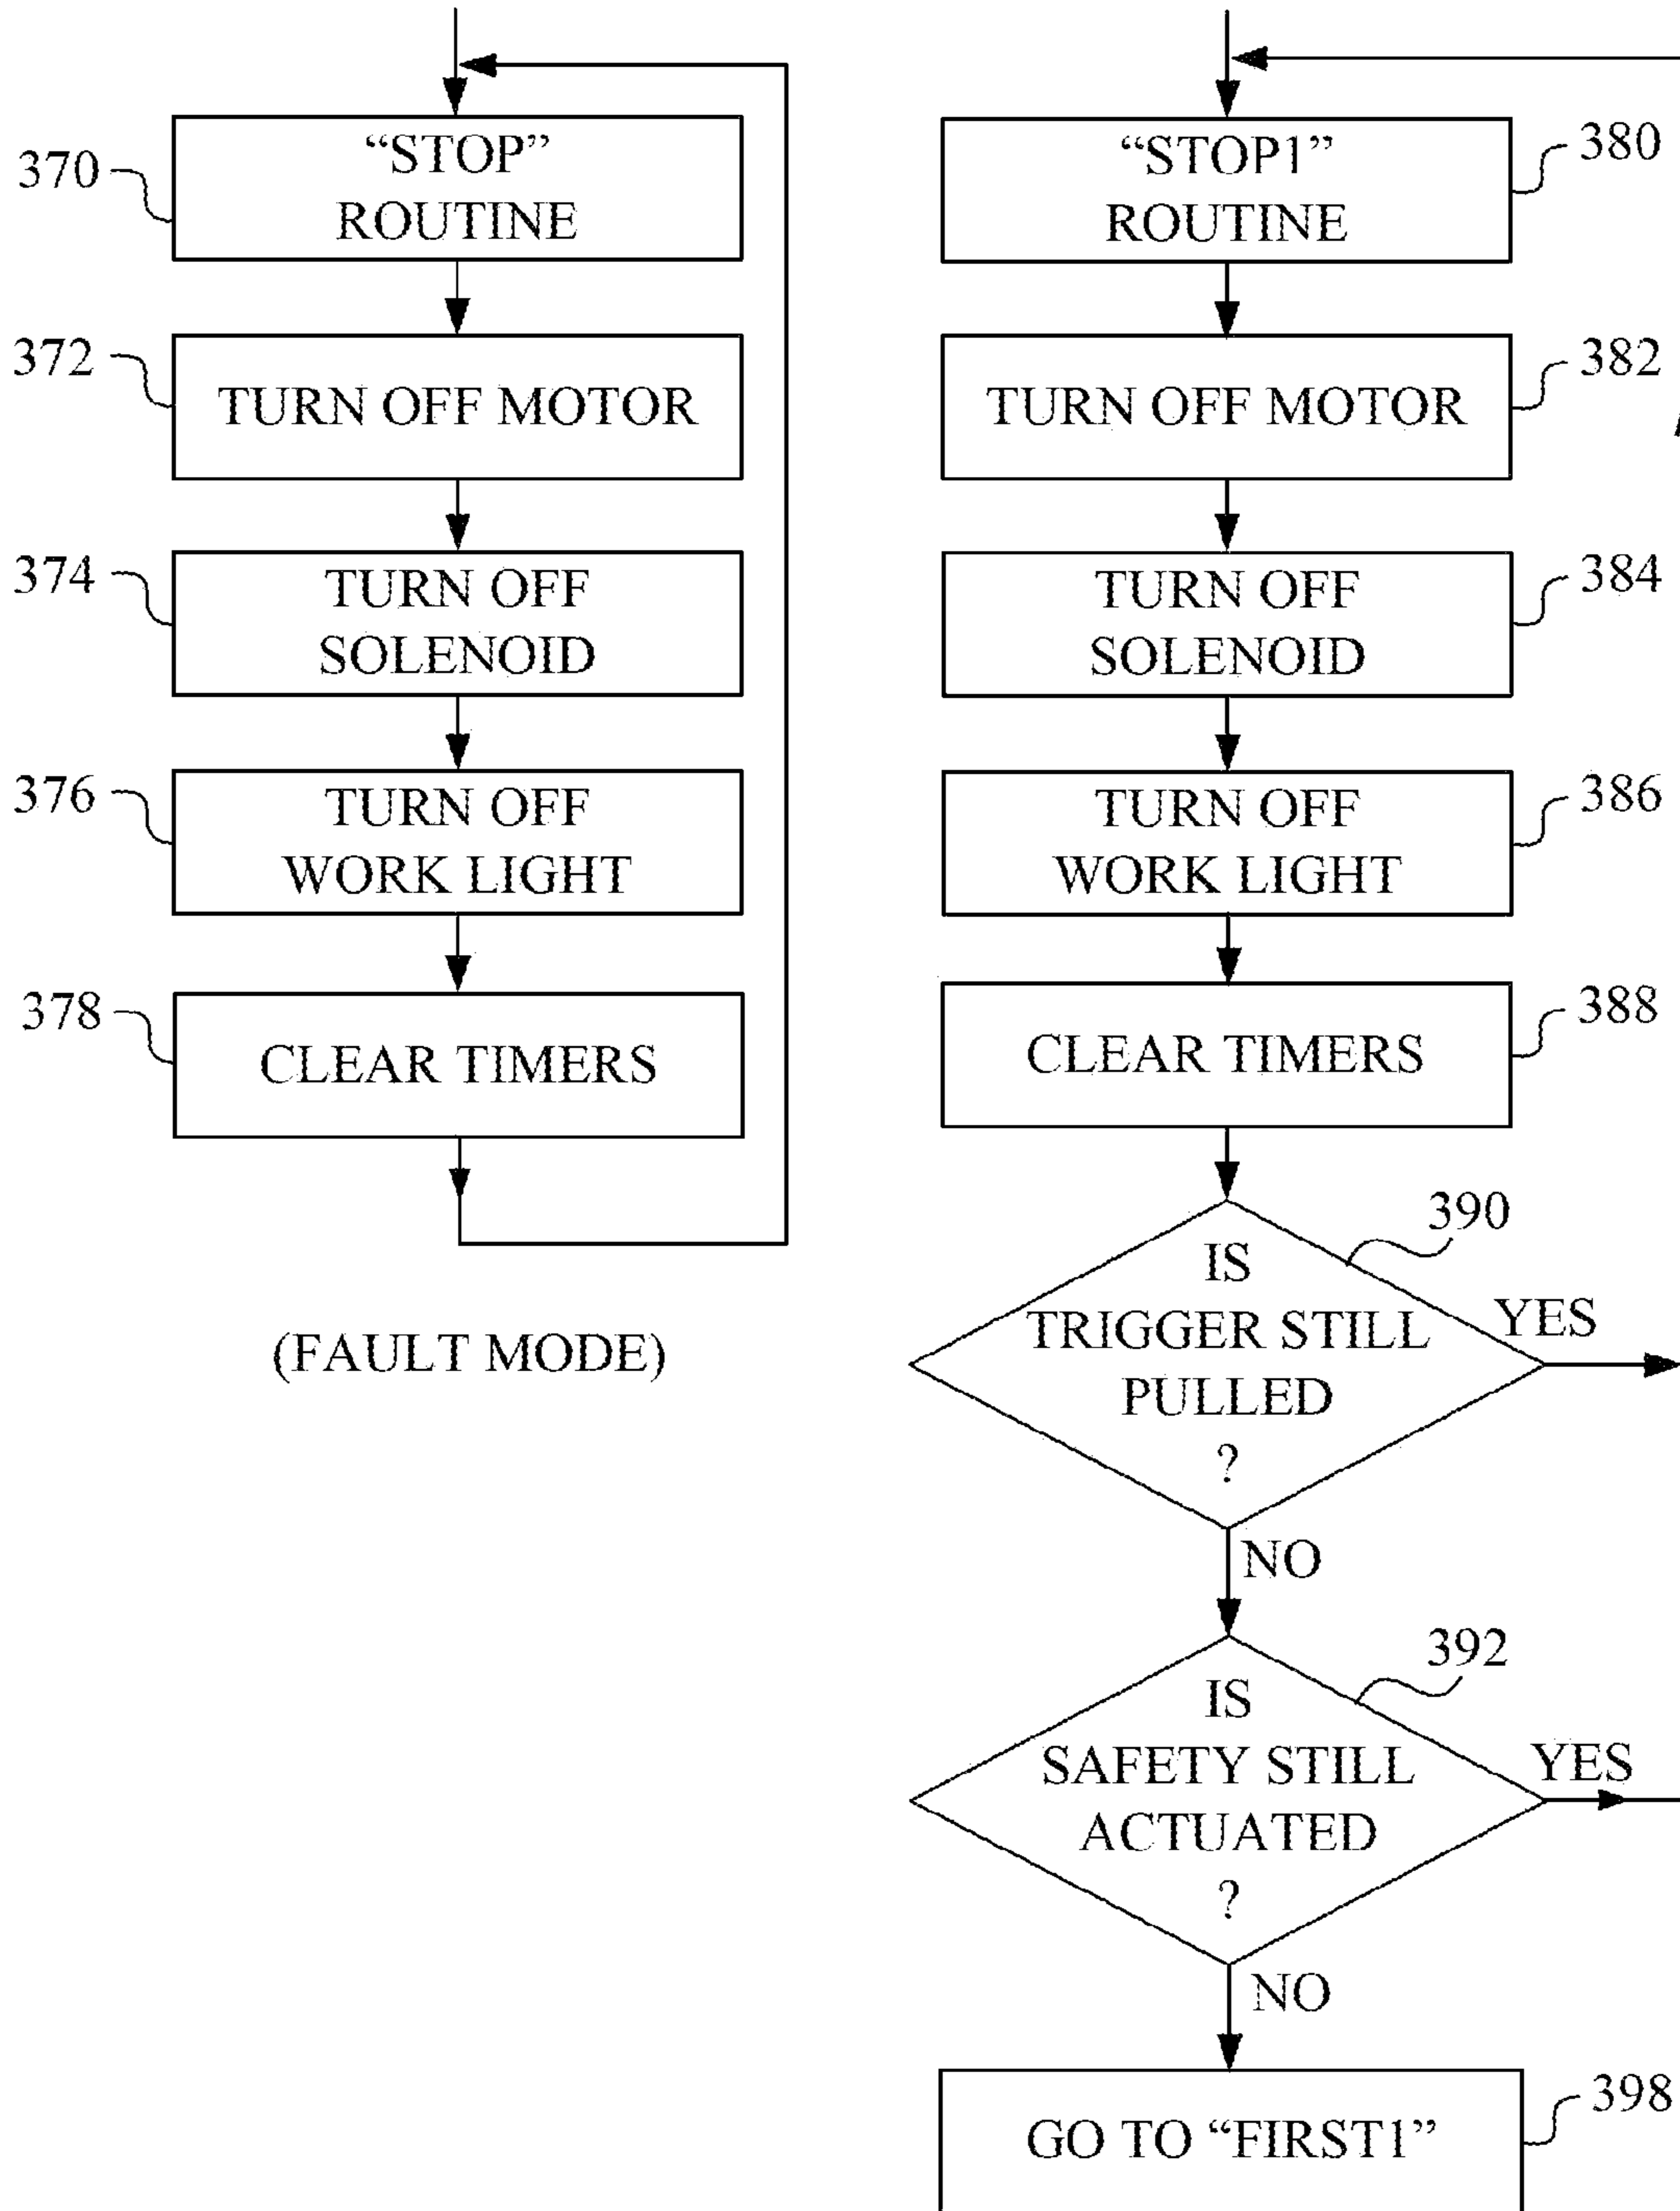 370
"STOP"
ROUTINE
372
TURN OFF MOTOR
374
TURN OFF
SOLENOID
376
TURN OFF
WORK LIGHT
378
CLEAR TIMERS
(FAULT MODE)
"STOP1"
ROUTINE
380
TURN OFF MOTOR
382
TURN OFF
SOLENOID
384
TURN OFF
WORK LIGHT
386
CLEAR TIMERS
388
390
IS
TRIGGER STILL
PULLED
?
YES
NO
392
IS
SAFETY STILL
ACTUATED
?
YES
NO
GO TO "FIRST1"
398